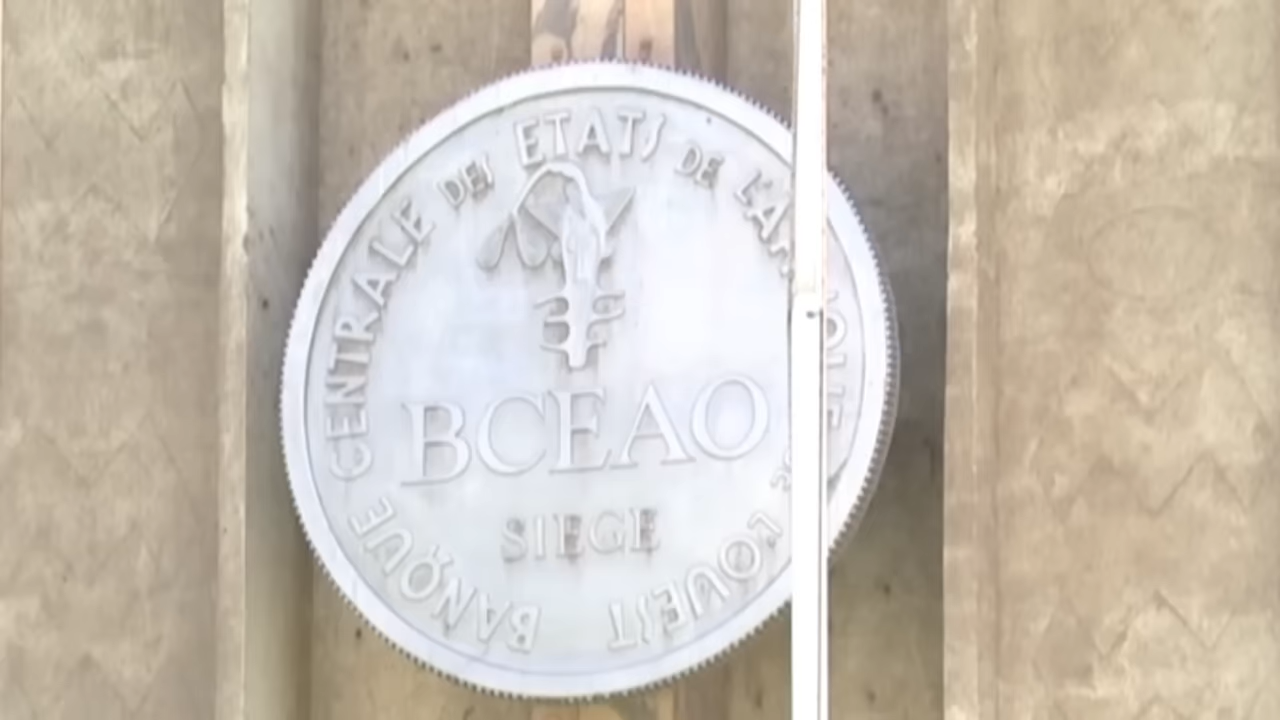 BANQUE CENTRALE DES ETATS DE L'A
L'OUEST
BCEAO
SIEGE